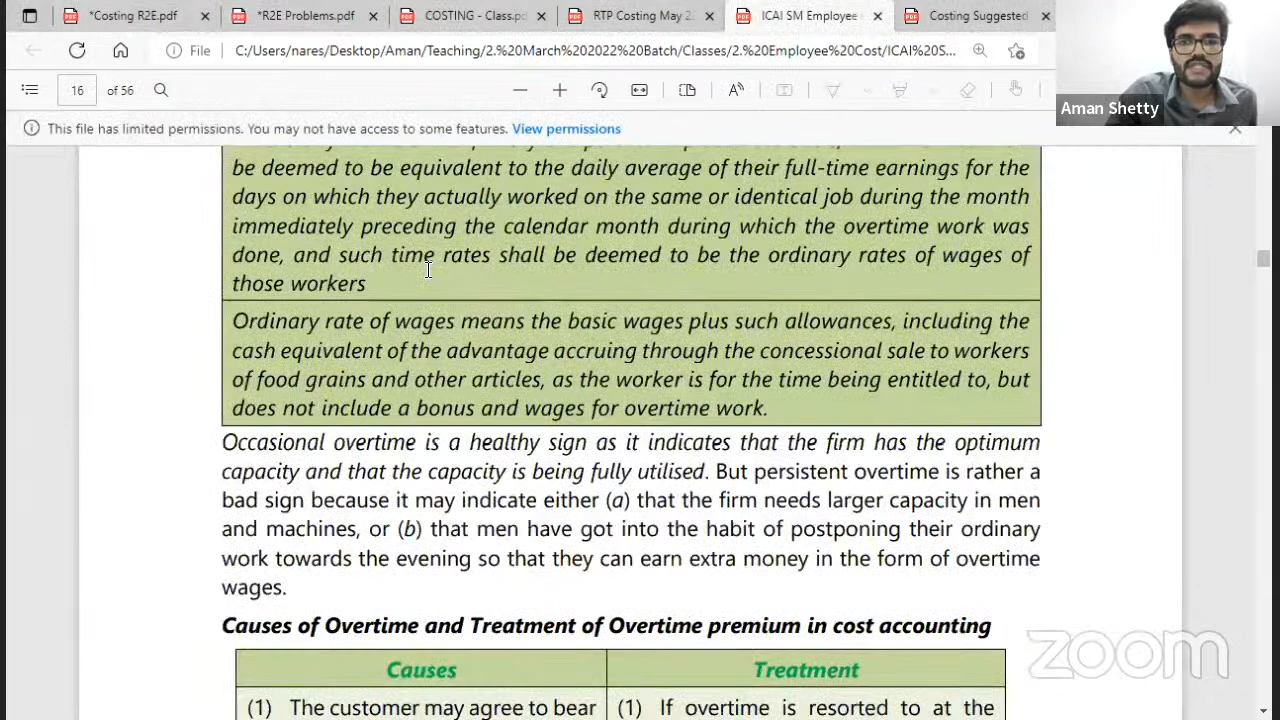 *Costing R2E.pdf
*R2E Problems.pdf
COSTING - Class.pd
RTP Costing May 2
ICAI SM Employee
Costing Suggested
File
C:/Users/nares/Desktop/Aman/Teaching/2.%20March%202022%20Batch/Classes/2.%20Employee%20Cost/ICAI%20S...
16 of 56
This file has limited permissions. You may not have access to some features. View permissions
Aman Shetty
be deemed to be equivalent to the daily average of their full-time earnings for the
days on which they actually worked on the same or identical job during the month
immediately preceding the calendar month during which the overtime work was
done, and such time rates shall be deemed to be the ordinary rates of wages of
those workers
Ordinary rate of wages means the basic wages plus such allowances, including the
cash equivalent of the advantage accruing through the concessional sale to workers
of food grains and other articles, as the worker is for the time being entitled to, but
does not include a bonus and wages for overtime work.
Occasional overtime is a healthy sign as it indicates that the firm has the optimum
capacity and that the capacity is being fully utilised. But persistent overtime is rather a
bad sign because it may indicate either (a) that the firm needs larger capacity in men
and machines, or (b) that men have got into the habit of postponing their ordinary
work towards the evening so that they can earn extra money in the form of overtime
wages.
Causes of Overtime and Treatment of Overtime premium in cost accounting
Causes
Treatment
(1) The customer may agree to bear
(1) If overtime is resorted to at the
zoom